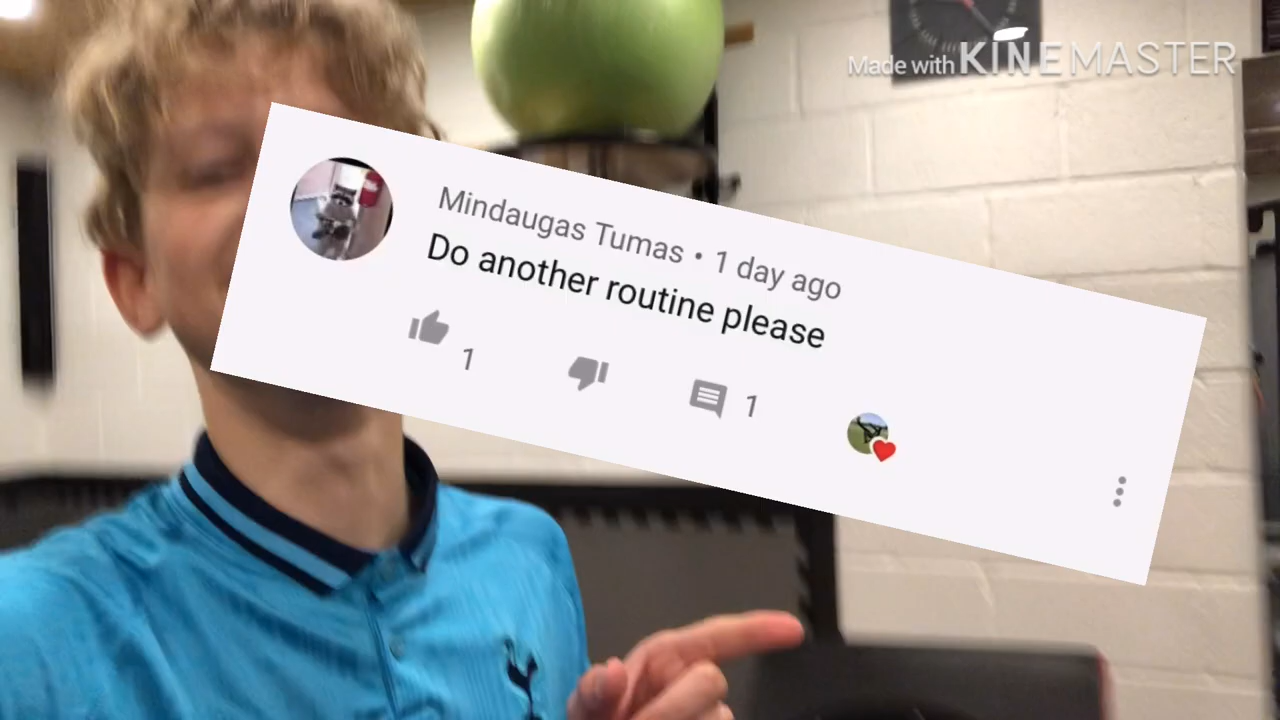 Made with KINEMASTER
Mindaugas Tumas • 1 day ago
Do another routine please
1
1